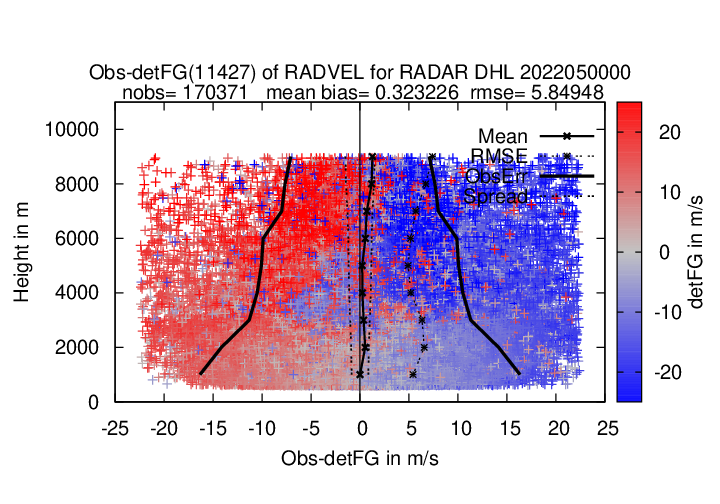 Obs-detFG(11427) of RADVEL for RADAR DHL 2022050000
nobs= 170371 mean bias= 0.323226 rmse= 5.84948
Mean
RMSE
ObsErr
Spread
10000
8000
6000
4000
2000
0
Height in m
-25 -20 -15 -10 -5 0 5 10 15 20 25
Obs-detFG in m/s
20
10
0
-10
-20
detFG in m/s